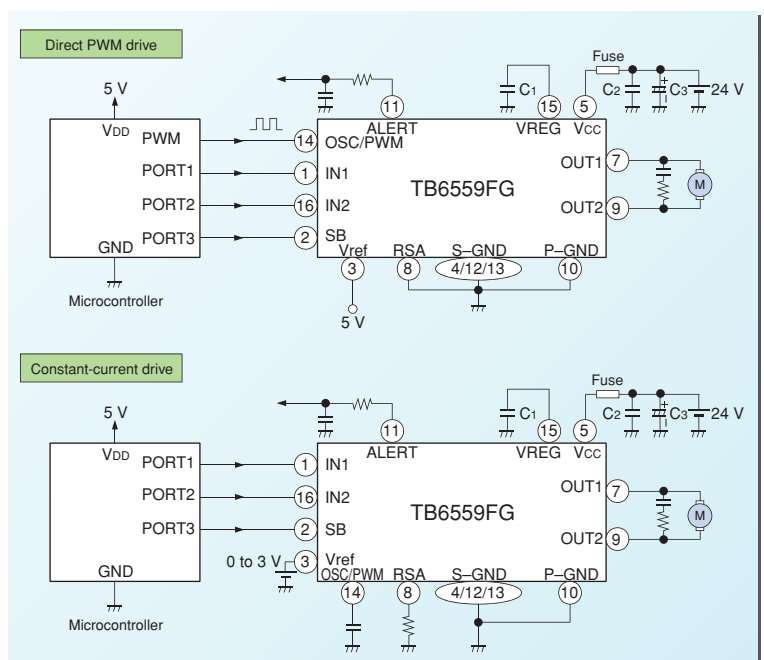 Direct PWM drive
5 V
VDD
PWM
PORT1
PORT2
PORT3
GND
Microcontroller
14
1
16
2
OSC/PWM
IN1
IN2
SB
11
ALERT
C1
15
VREG
5
Vcc
Fuse
C2
+
C3
24 V
TB6559FG
OUT1
7
OUT2
9
M
Vref
3
5 V
RSA
8
S–GND
4/12/13
P–GND
10
Constant-current drive
5 V
VDD
PORT1
PORT2
PORT3
GND
Microcontroller
1
16
2
0 to 3 V
3
IN1
IN2
SB
Vref
11
ALERT
C1
15
VREG
5
Vcc
Fuse
C2
+
C3
24 V
TB6559FG
OUT1
7
OUT2
9
M
OSC/PWM
14
RSA
8
S–GND
4/12/13
P–GND
10